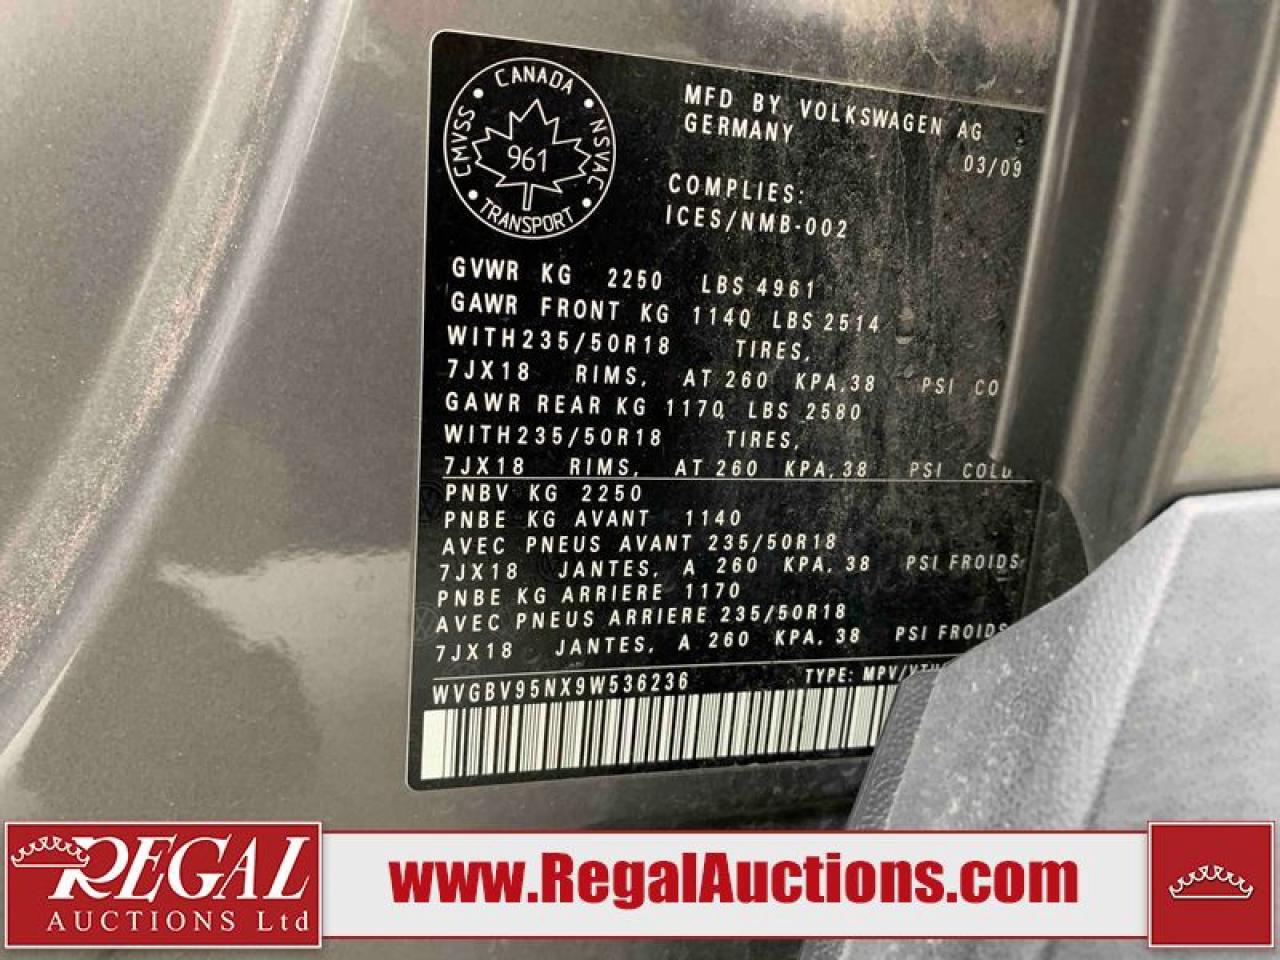 CANADA
CMVSS
NSVAC
961
TRANSPORT
MFD BY VOLKSWAGEN AG
GERMANY
03/09
COMPLIES:
ICES/NMB-002
GVWR KG 2250 LBS 4961
GAWR FRONT KG 1140 LBS 2514
WITH235/50R18 TIRES,
7JX18 RIMS, AT 260 KPA,38 PSI CO
GAWR REAR KG 1170, LBS 2580
WITH235/50R18 TIRES,
7JX18 RIMS, AT 260 KPA,38 PSI COLD
PNBV KG 2250
PNBE KG AVANT 1140
AVEC PNEUS AVANT 235/50R18
7JX18 JANTES, A 260 KPA, 38 PSI FROIDS
PNBE KG ARRIERE 1170
AVEC PNEUS ARRIERE 235/50R18
7JX18 JANTES, A 260 KPA, 38 PSI FROIDS
WVGBV95NX9W536236 TYPE: MPV/
REGAL
AUCTIONS Ltd
www.RegalAuctions.com